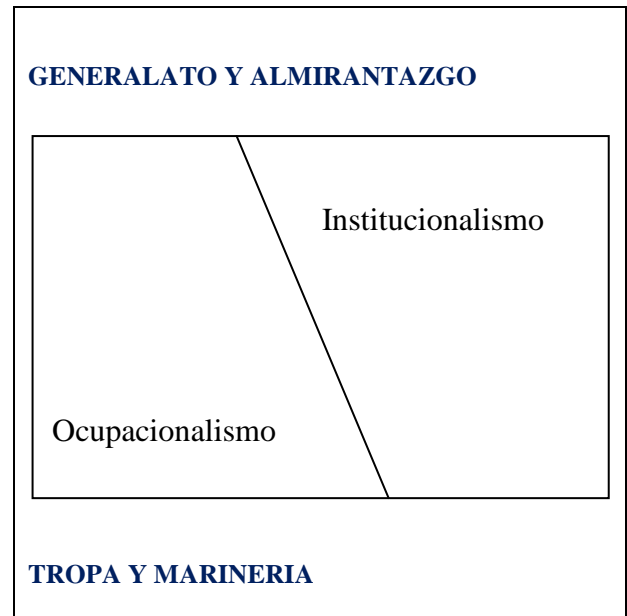 GENERALATO Y ALMIRANTAZGO
Institucionalismo
Ocupacionalismo
TROPA Y MARINERIA